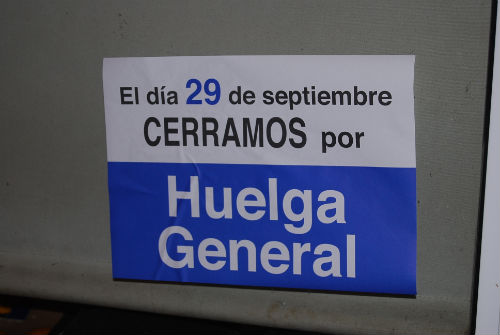 El día 29 de septiembre
CERRAMOS por
Huelga
General